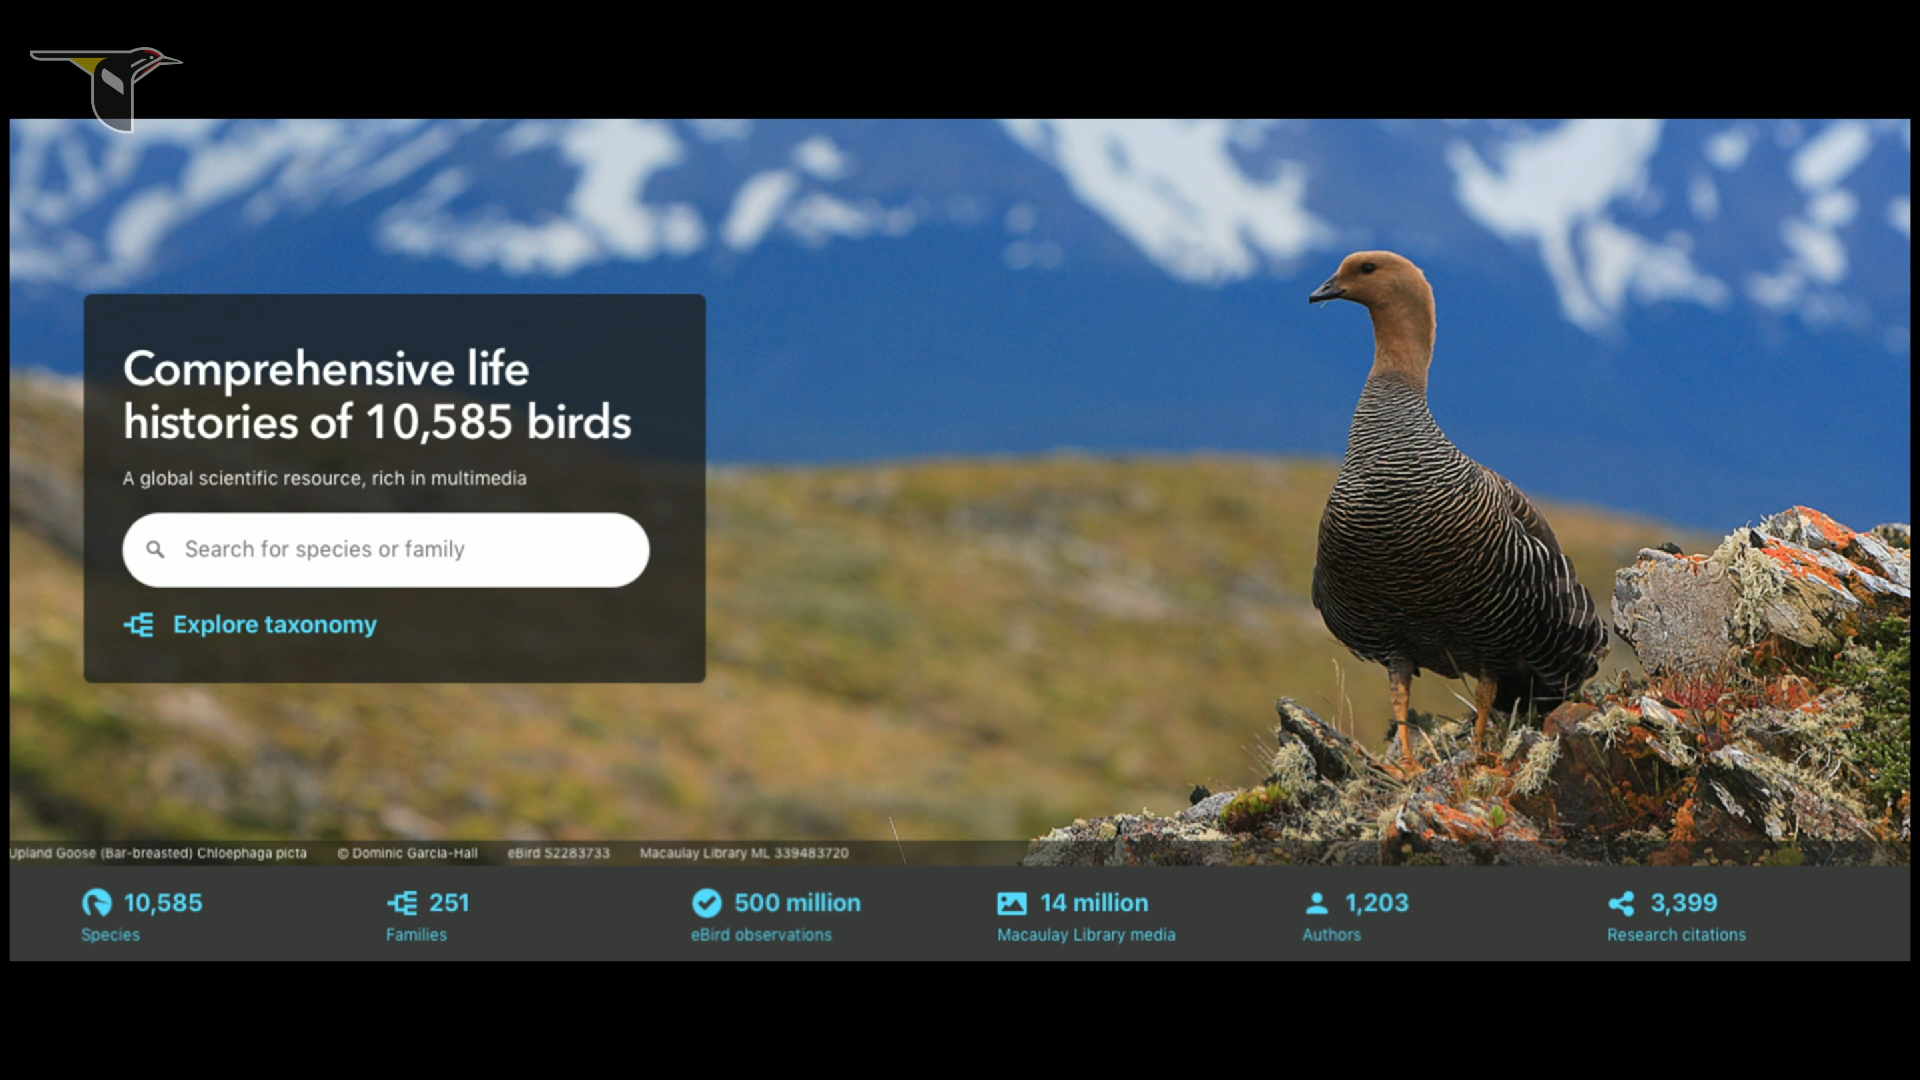 Comprehensive life
histories of 10,585 birds
A global scientific resource, rich in multimedia
Search for species or family
Explore taxonomy
Upland Goose (Bar-breasted) Chloephaga picta © Dominic Garcia-Hall eBird S2283733 Macaulay Library ML 339483720
10,585 251 500 million 14 million 1,203 3,399
Species Families eBird observations Macaulay Library media Authors Research citations